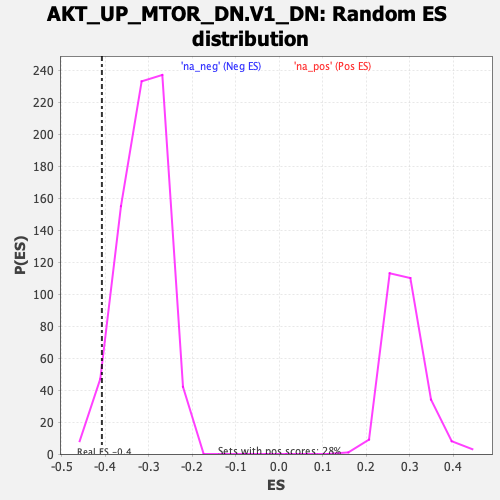 AKT_UP_MTOR_DN.V1_DN: Random ES
distribution
'na_neg' (Neg ES) 'na_pos' (Pos ES)
P(ES)
240
220
200
180
160
140
120
100
80
60
40
20
0
Real ES -0.4
Sets with pos scores: 28%
-0.5 -0.4 -0.3 -0.2 -0.1 0.0 0.1 0.2 0.3 0.4
ES